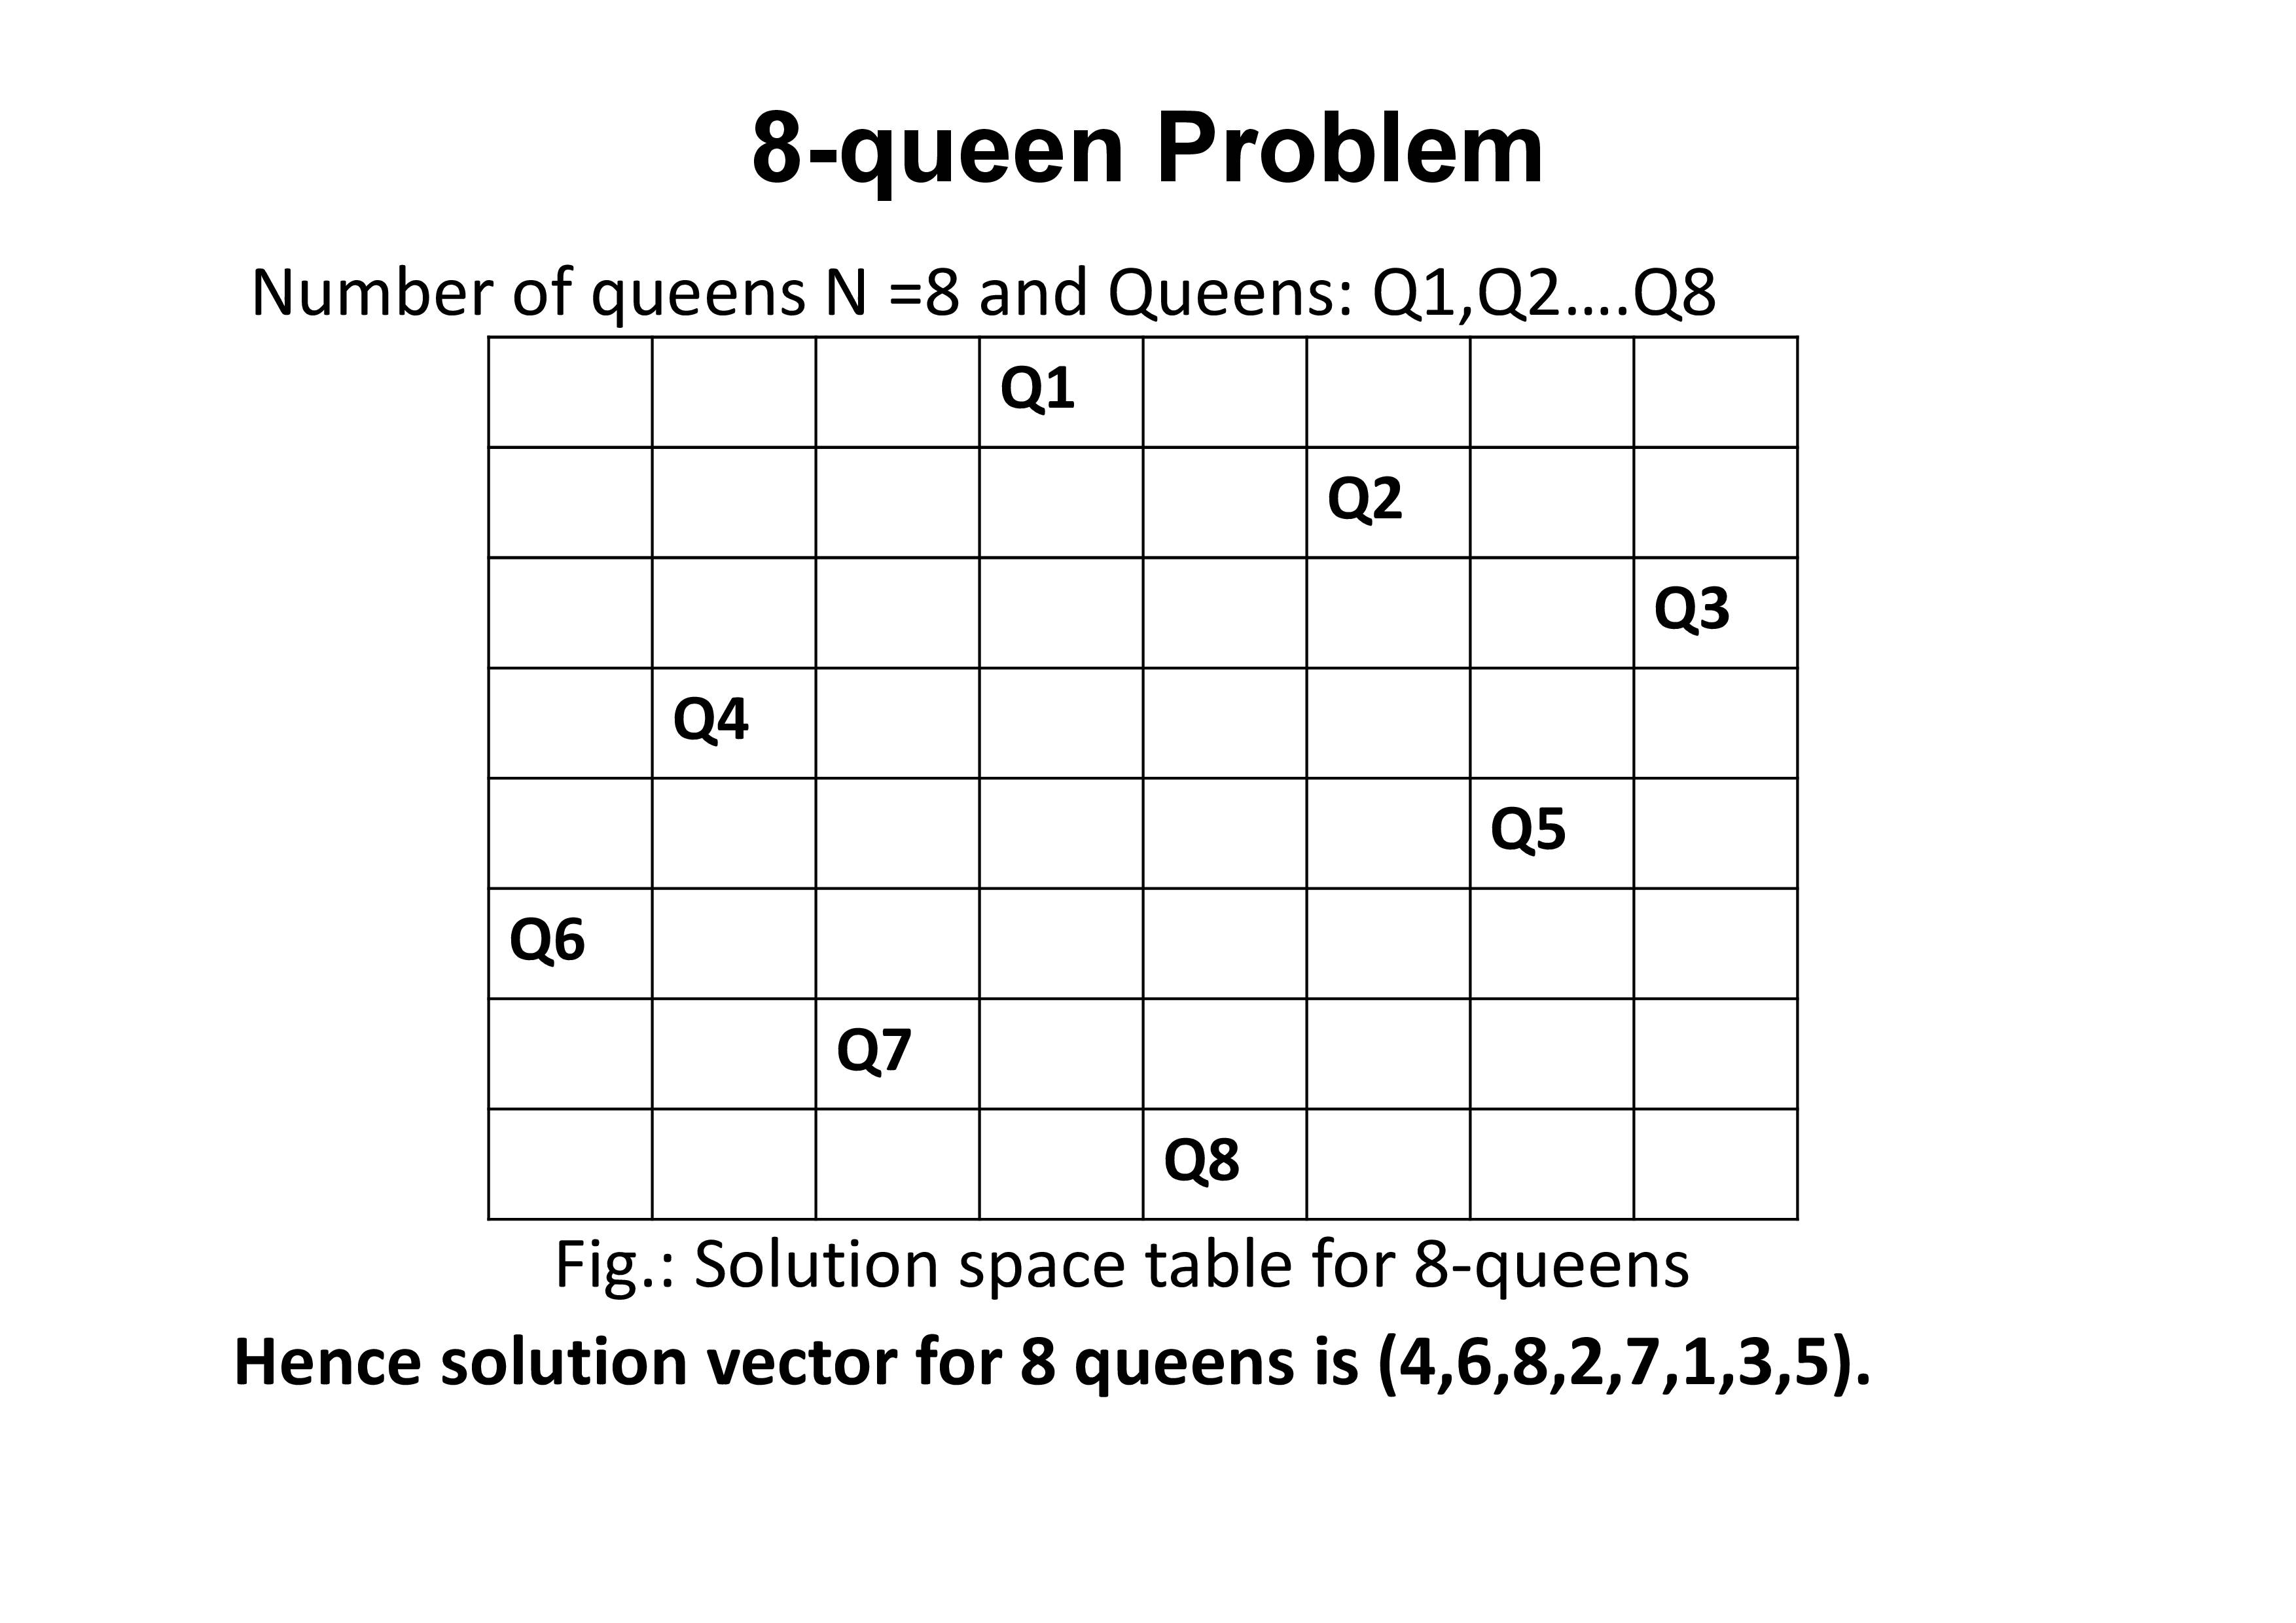 8-queen Problem
Number of queens N =8 and Queens: Q1,Q2....Q8
Q1
Q2
Q3
Q4
Q5
Q6
Q7
Q8
Fig.: Solution space table for 8-queens
Hence solution vector for 8 queens is (4,6,8,2,7,1,3,5).